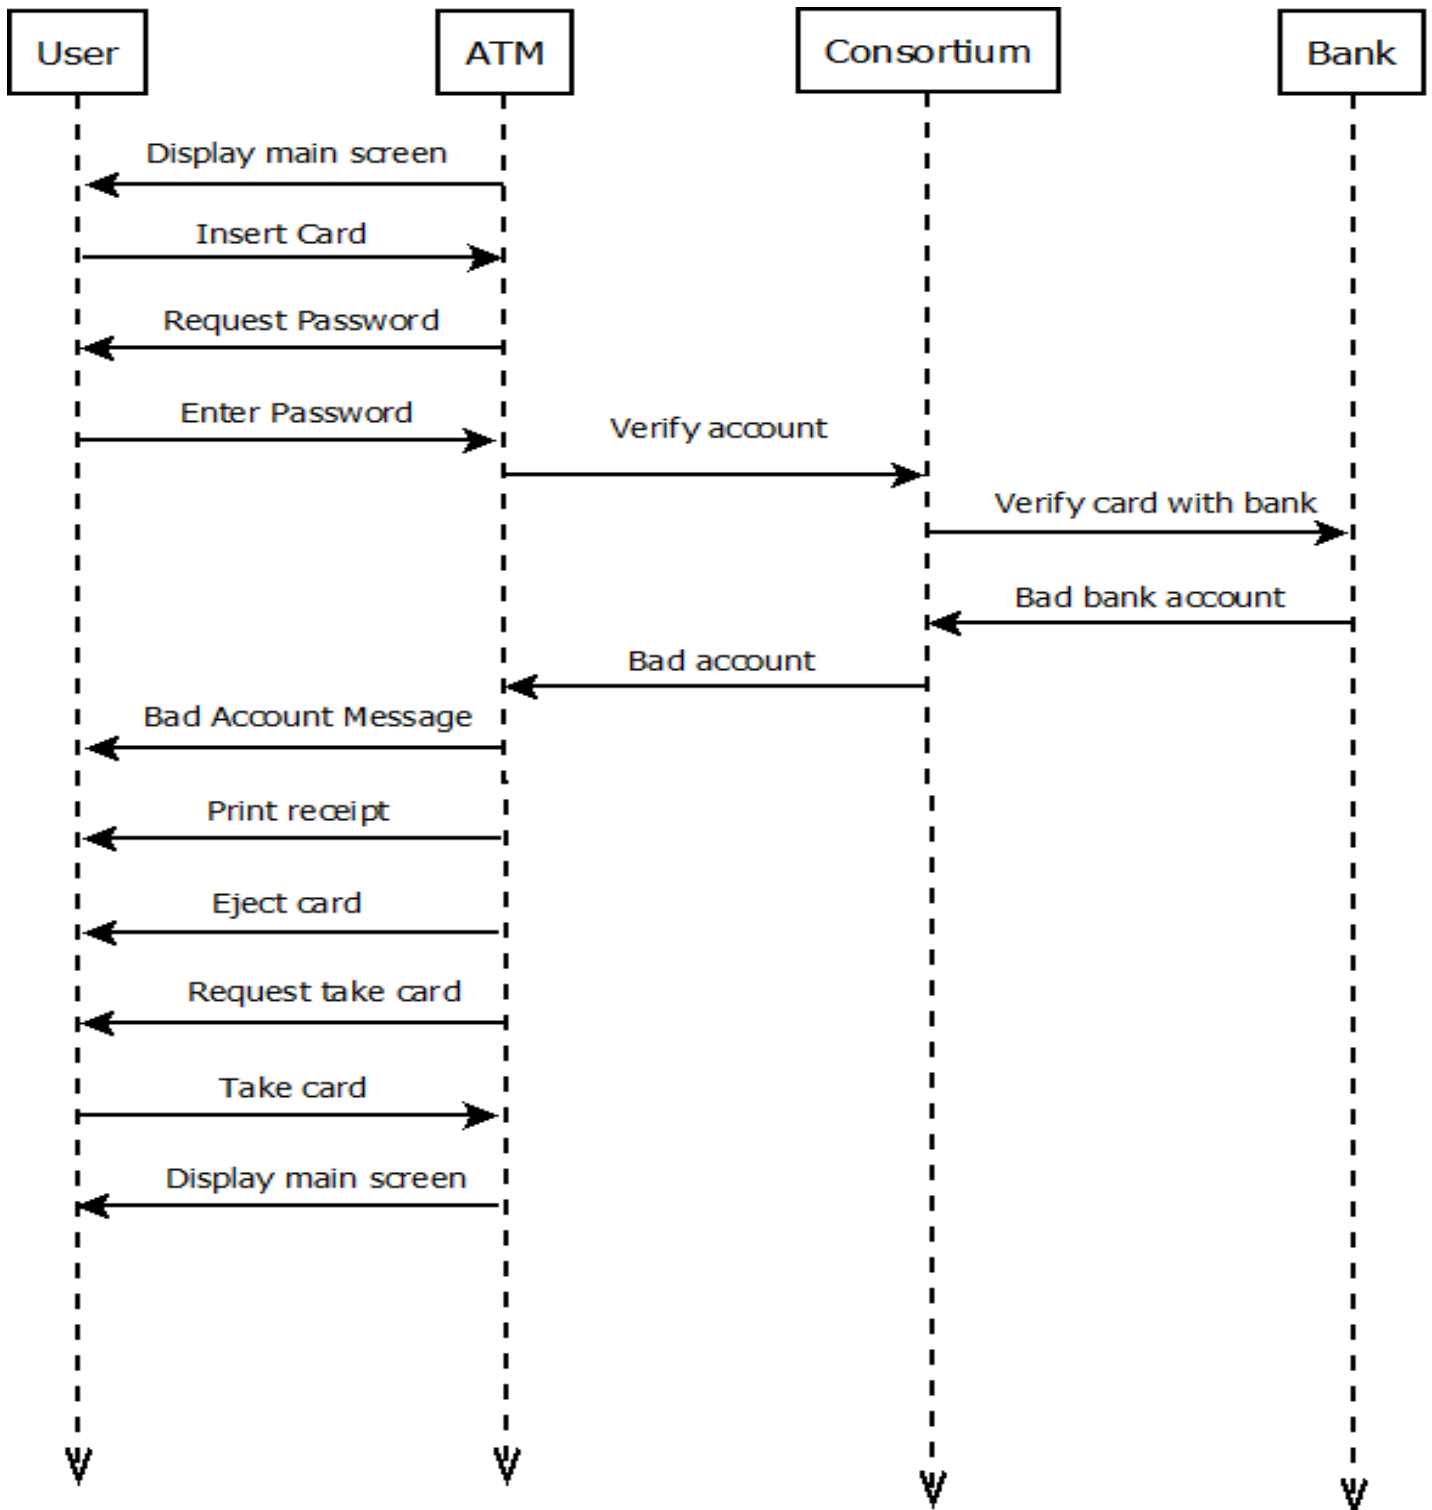 User
ATM
Consortium
Bank
Display main screen
Insert Card
Request Password
Enter Password
Verify account
Verify card with bank
Bad bank account
Bad account
Bad Account Message
Print receipt
Eject card
Request take card
Take card
Display main screen